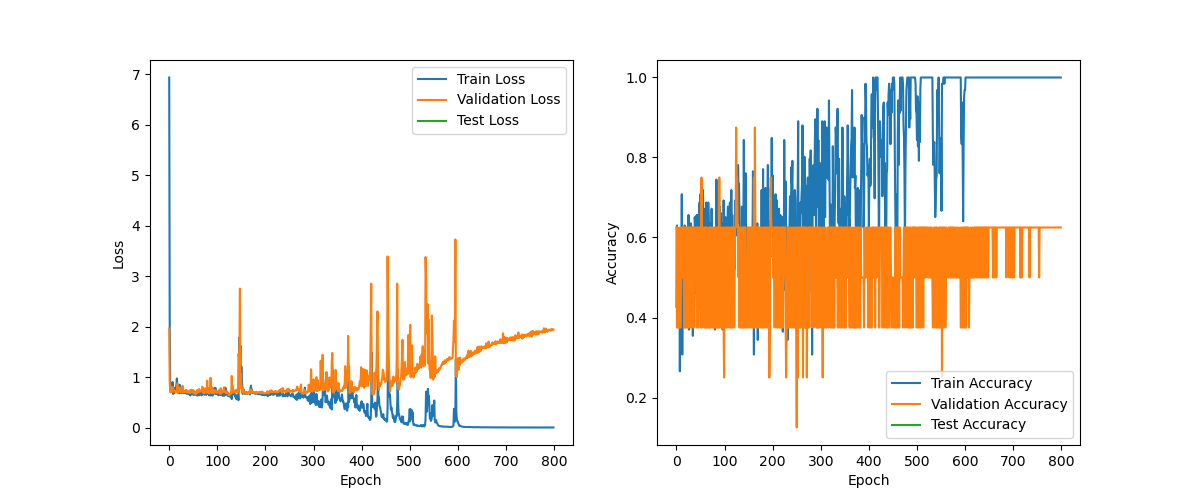 7
6
5
4
3
2
1
0
Loss
0 100 200 300 400 500 600 700 800
Epoch
Train Loss
Validation Loss
Test Loss
1.0
0.8
0.6
0.4
0.2
Accuracy
0 100 200 300 400 500 600 700 800
Epoch
Train Accuracy
Validation Accuracy
Test Accuracy